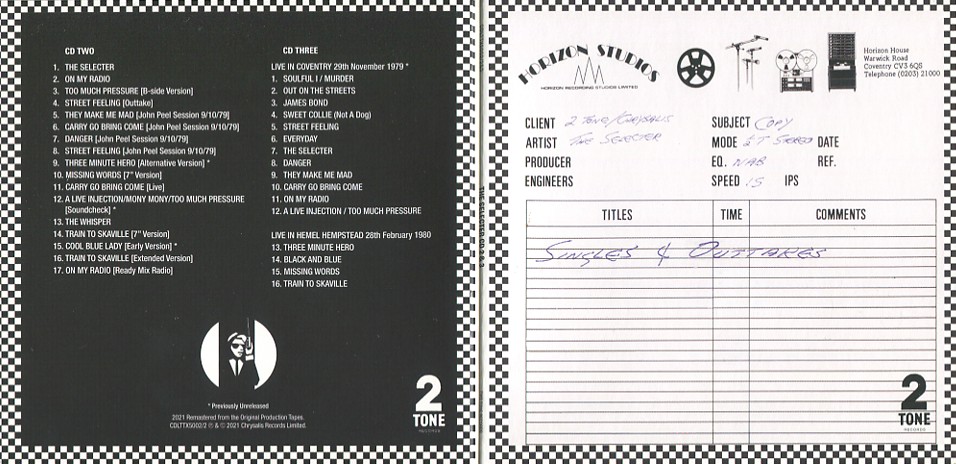 CD TWO
1. THE SELECTER
2. ON MY RADIO
3. TOO MUCH PRESSURE [B-side Version]
4. STREET FEELING [Outtake]
5. THEY MAKE ME MAD [John Peel Session 9/10/79]
6. CARRY GO BRING COME [John Peel Session 9/10/79]
7. DANGER [John Peel Session 9/10/79]
8. STREET FEELING [John Peel Session 9/10/79]
9. THREE MINUTE HERO [Alternative Version] *
10. MISSING WORDS [7" Version]
11. CARRY GO BRING COME [Live]
12. A LIVE INJECTION/MONY MONY/TOO MUCH PRESSURE
[Soundcheck] *
13. THE WHISPER
14. TRAIN TO SKAVILLE [7" Version]
15. COOL BLUE LADY [Early Version] *
16. TRAIN TO SKAVILLE [Extended Version]
17. ON MY RADIO [Ready Mix Radio]
CD THREE
LIVE IN COVENTRY 29th November 1979 *
1. SOULFUL I / MURDER
2. OUT ON THE STREETS
3. JAMES BOND
4. SWEET COLLIE (Not A Dog)
5. STREET FEELING
6. EVERYDAY
7. THE SELECTER
8. DANGER
9. THEY MAKE ME MAD
10. CARRY GO BRING COME
11. ON MY RADIO
12. A LIVE INJECTION / TOO MUCH PRESSURE
LIVE IN HEMEL HEMPSTEAD 28th February 1980
13. THREE MINUTE HERO
14. BLACK AND BLUE
15. MISSING WORDS
16. TRAIN TO SKAVILLE
* Previously Unreleased
2021 Remastered from the Original Production Tapes.
CDLTTX5002/2 ℗ & © 2021 Chrysalis Records Limited.
2
TONE
RECORDS
THE SELECTER CD 2 & 3
HORIZON STUDIOS
HORIZON RECORDING STUDIOS LIMITED
Horizon House
Warwick Road
Coventry CV3 6QS
Telephone (0203) 21000
CLIENT 2 Tone/Chrysalis SUBJECT Copy
ARTIST The Selecter MODE ½T Stereo DATE
PRODUCER EQ. NAB REF.
ENGINEERS SPEED 15 IPS
TITLES TIME COMMENTS
Singles & Outtakes
2
TONE
RECORDS